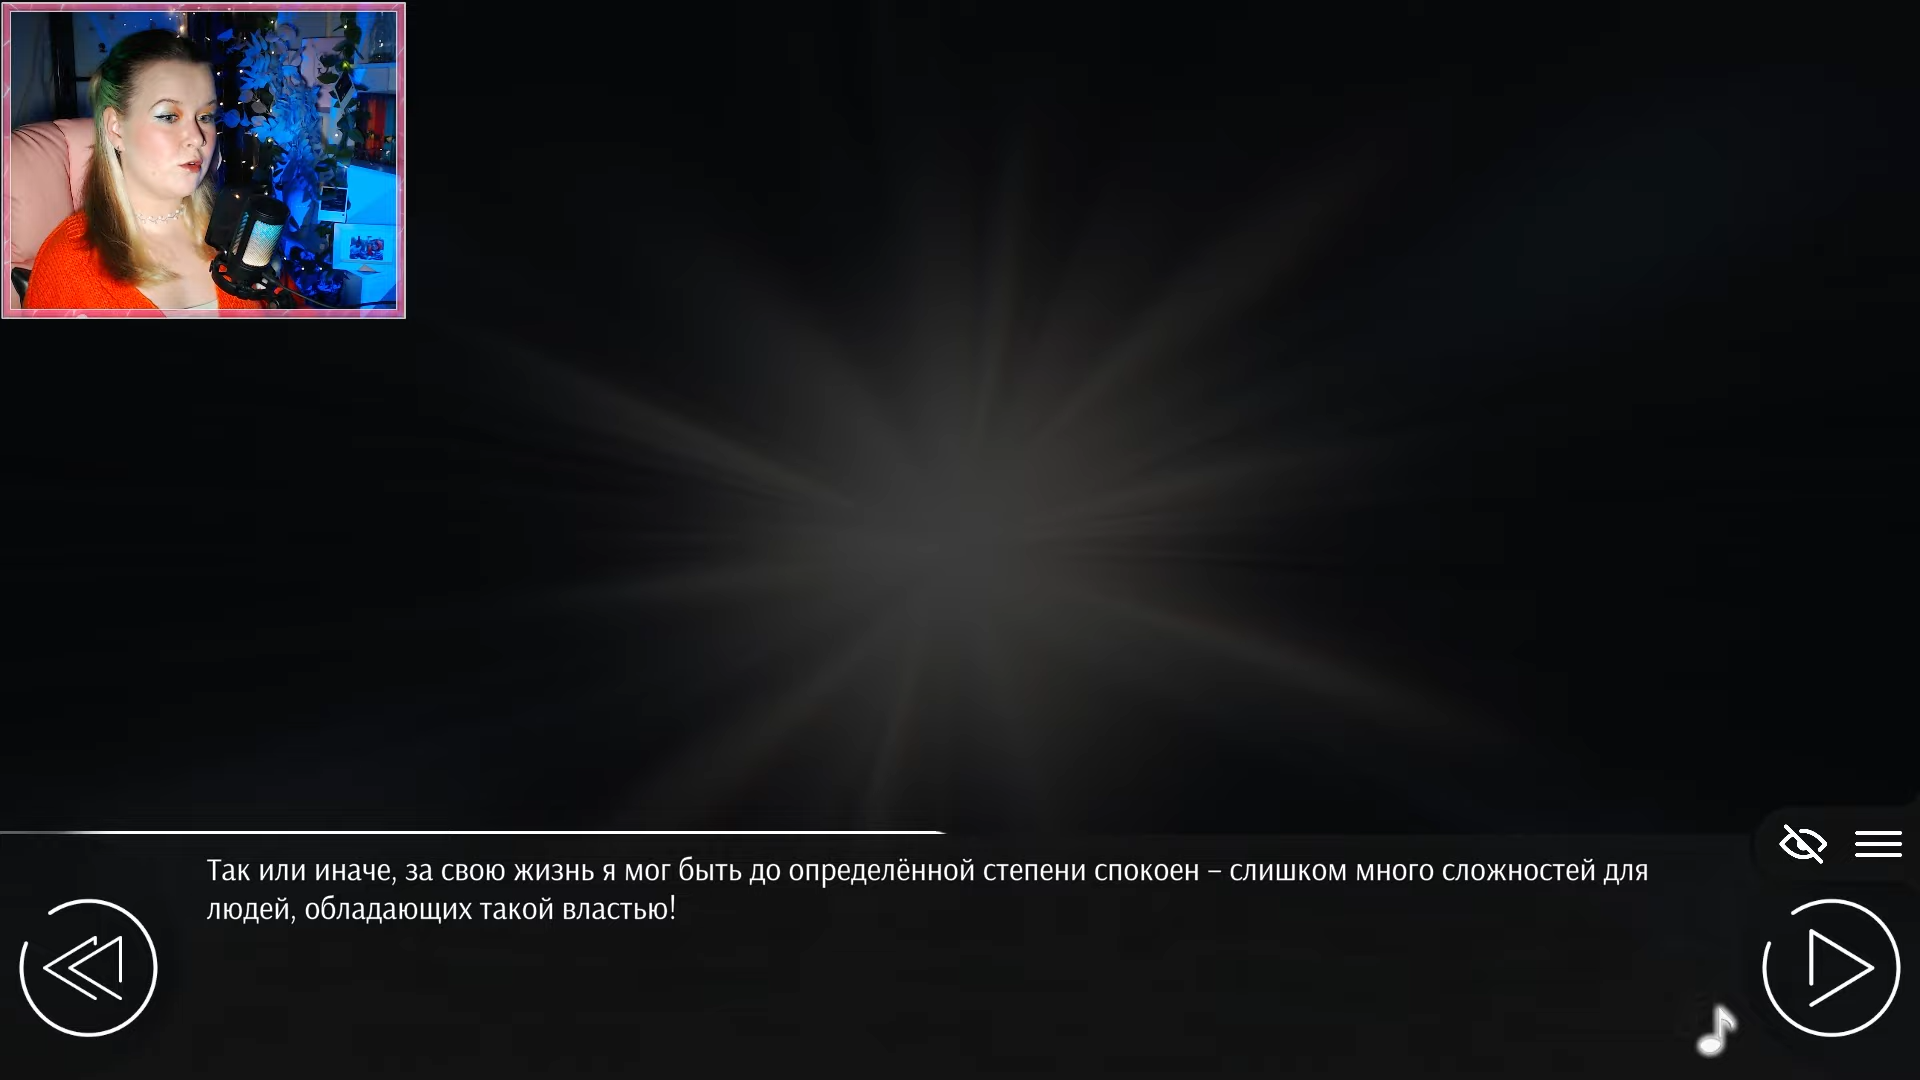 Так или иначе, за свою жизнь я мог быть до определённой степени спокоен – слишком много сложностей для
людей, обладающих такой властью!